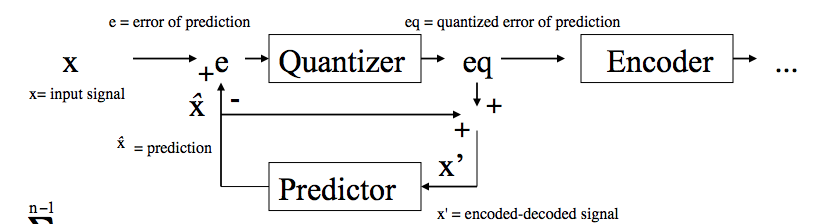 e = error of prediction
eq = quantized error of prediction
x
+e
Quantizer
eq
Encoder
...
x= input signal
x̂
-
+
+
x̂ = prediction
x'
Predictor
n−1
Σ
x' = encoded-decoded signal